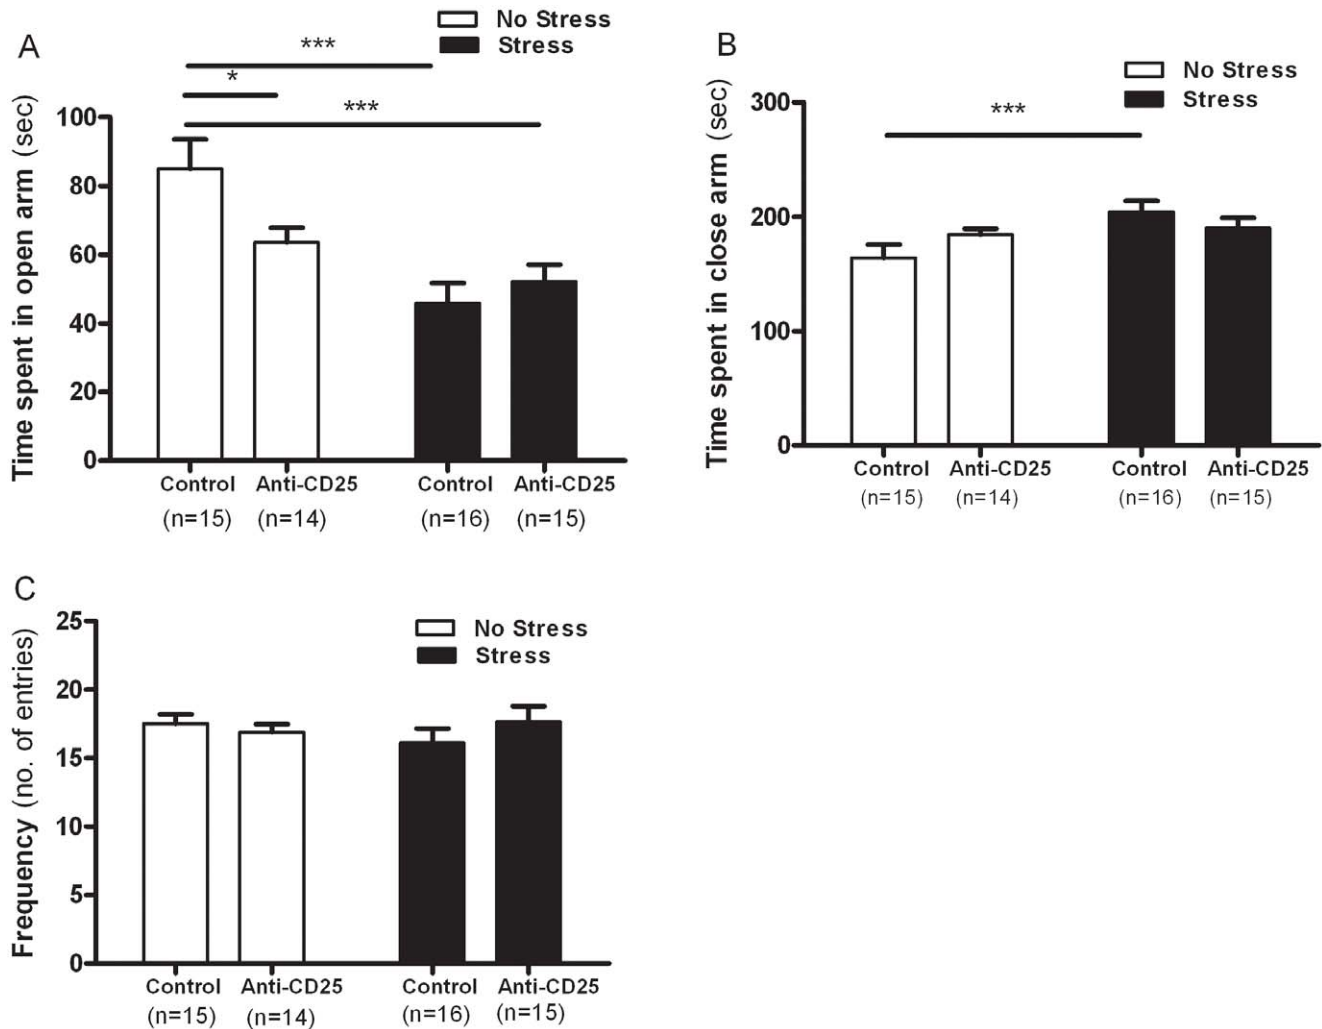 A
No Stress
Stress
***
*
***
Time spent in open arm (sec)
100
80
60
40
20
0
Control
Anti-CD25
Control
Anti-CD25
(n=15)
(n=14)
(n=16)
(n=15)
B
No Stress
Stress
***
Time spent in close arm (sec)
300
200
100
0
Control
Anti-CD25
Control
Anti-CD25
(n=15)
(n=14)
(n=16)
(n=15)
C
No Stress
Stress
Frequency (no. of entries)
25
20
15
10
5
0
Control
Anti-CD25
Control
Anti-CD25
(n=15)
(n=14)
(n=16)
(n=15)